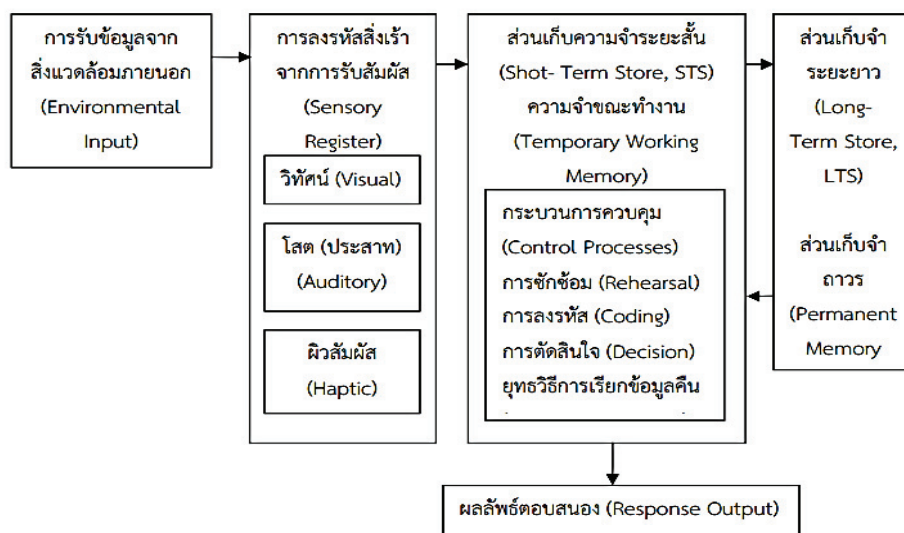 การรับข้อมูลจาก
สิ่งแวดล้อมภายนอก
(Environmental
Input)
การลงรหัสสิ่งเร้า
จากการรับสัมผัส
(Sensory
Register)
วิทัศน์ (Visual)
โสต (ประสาท)
(Auditory)
ผิวสัมผัส
(Haptic)
ส่วนเก็บความจำระยะสั้น
(Shot- Term Store, STS)
ความจำขณะทำงาน
(Temporary Working
Memory)
กระบวนการควบคุม
(Control Processes)
การซักซ้อม (Rehearsal)
การลงรหัส (Coding)
การตัดสินใจ (Decision)
ยุทธวิธีการเรียกข้อมูลคืน
ส่วนเก็บจำ
ระยะยาว
(Long-
Term Store,
LTS)
ส่วนเก็บจำ
ถาวร
(Permanent
Memory
ผลลัพธ์ตอบสนอง (Response Output)